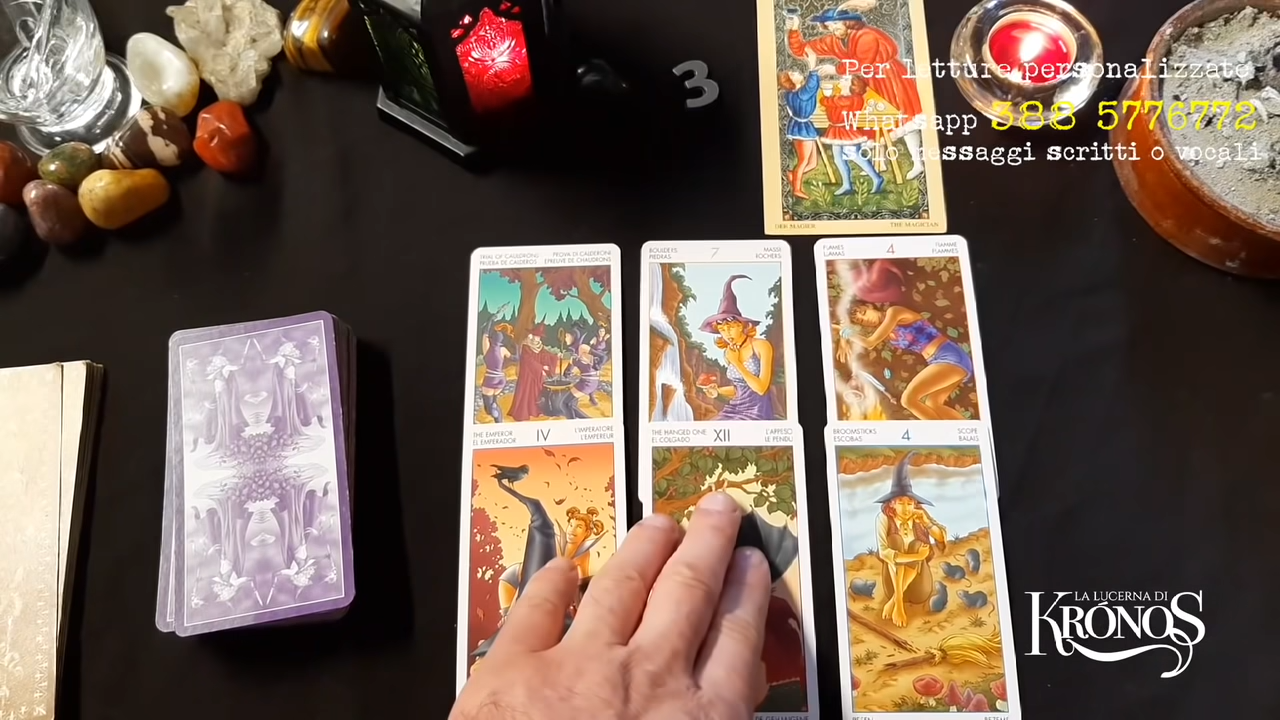 3
Per letture personalizzate
Whatsapp 388 5776772
solo messaggi scritti o vocali
DER MAGIER THE MAGICIAN
TRIAL OF CAULDRONS PROVA DI CALDERONI
PRUEBA DE CALDEROS ÉPREUVE DE CHAUDRONS
BOULDERS 7 MASSI
PIEDRAS ROCHERS
FLAMES 4 FIAMME
LLAMAS FLAMMES
THE EMPEROR IV L'IMPERATORE
EL EMPERADOR L'EMPEREUR
THE HANGED ONE XII L'APPESO
EL COLGADO LE PENDU
BROOMSTICKS 4 SCOPE
ESCOBAS BALAIS
LA LUCERNA DI
KRÓNOS
BEZEMS